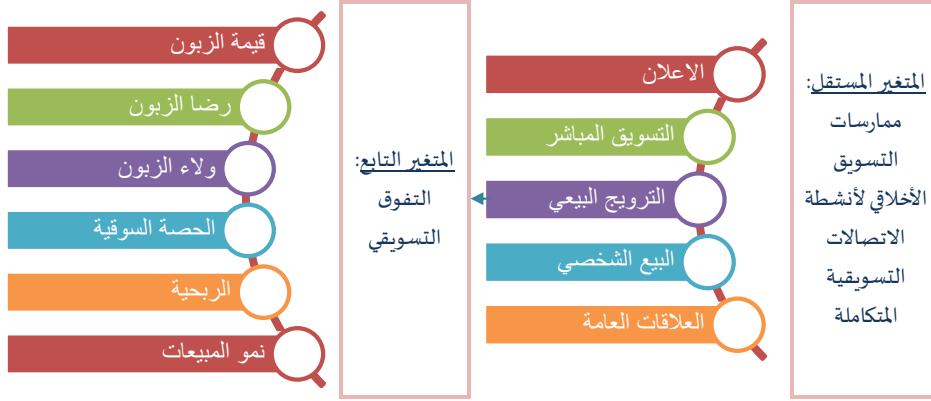 المتغير المستقل:
ممارسات
التسويق
الأخلاقي لأنشطة
الاتصالات
التسويقية
المتكاملة
الاعلان
التسويق المباشر
الترويج البيعي
البيع الشخصي
العلاقات العامة
المتغير التابع:
التفوق
التسويقي
قيمة الزبون
رضا الزبون
ولاء الزبون
الحصة السوقية
الربحية
نمو المبيعات